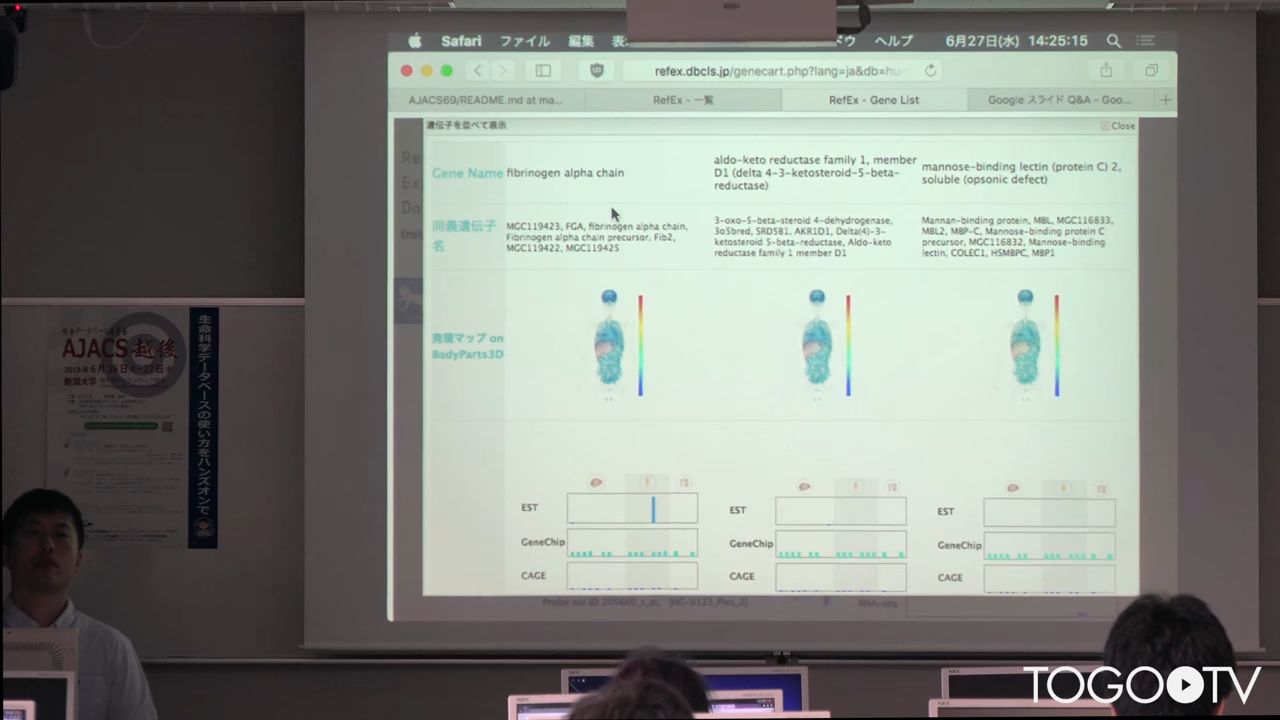 Safari ファイル 編集 ヘルプ 6月27日(水) 14:25:15
refex.dbcls.jp/genecart.php?lang=ja&db=hum
AJACS69/README.md at ma...
RefEx - 一覧
RefEx - Gene List
Google スライド Q&A - Goo...
遺伝子を並べて表示
Close
Gene Name
fibrinogen alpha chain
aldo-keto reductase family 1, member
D1 (delta 4-3-ketosteroid-5-beta-
reductase)
mannose-binding lectin (protein C) 2,
soluble (opsonic defect)
同義遺伝子
名
MGC119423, FGA, fibrinogen alpha chain,
Fibrinogen alpha chain precursor, Fib2,
MGC119422, MGC119425
3-oxo-5-beta-steroid 4-dehydrogenase,
3o5bred, SRD5B1, AKR1D1, Delta(4)-3-
ketosteroid 5-beta-reductase, Aldo-keto
reductase family 1 member D1
Mannan-binding protein, MBL, MGC116833,
MBL2, MBP-C, Mannose-binding protein C
precursor, MGC116832, Mannose-binding
lectin, COLEC1, HSMBPC, MBP1
発現マップ on
BodyParts3D
EST
GeneChip
CAGE
EST
GeneChip
CAGE
EST
GeneChip
CAGE
RNA-seq
AJACS 越後
新潟大学
生命科学データベースの使い方をハンズオンで
NEC
NEC
NEC
NEC
TOGO TV